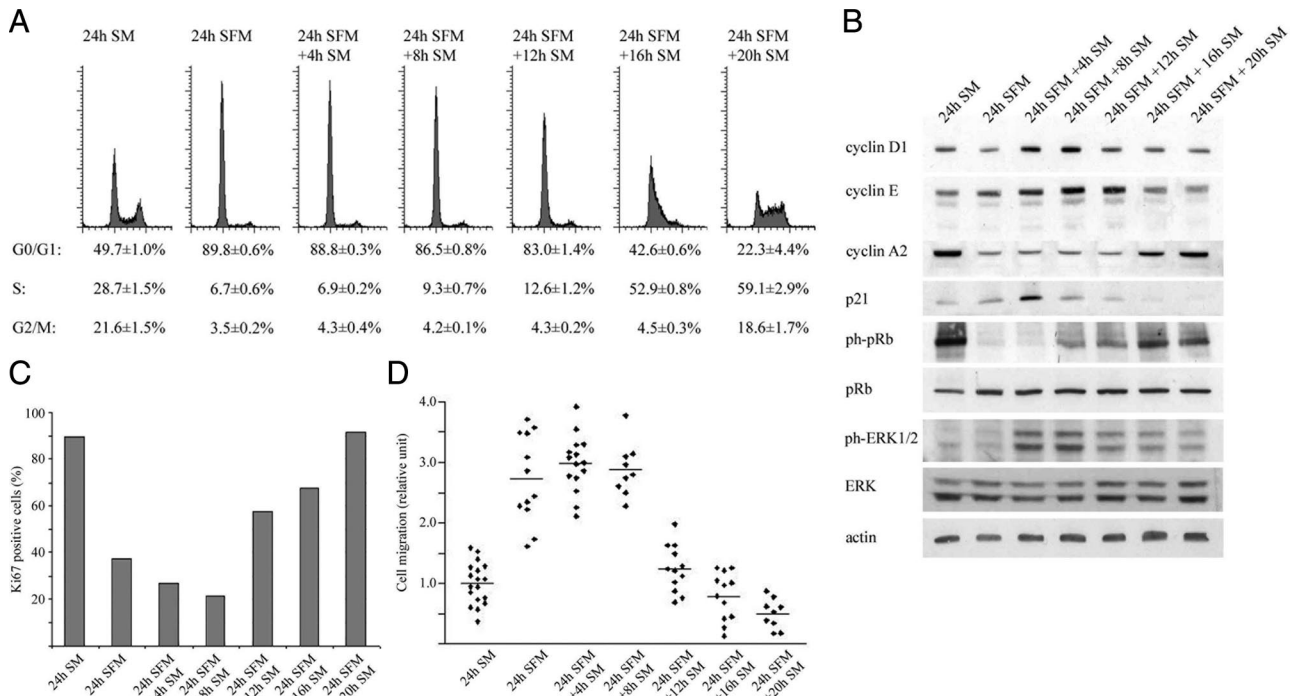 A
24h SM
24h SFM
24h SFM
+4h SM
24h SFM
+8h SM
24h SFM
+12h SM
24h SFM
+16h SM
24h SFM
+20h SM
G0/G1: 49.7±1.0% 89.8±0.6% 88.8±0.3% 86.5±0.8% 83.0±1.4% 42.6±0.6% 22.3±4.4%
S: 28.7±1.5% 6.7±0.6% 6.9±0.2% 9.3±0.7% 12.6±1.2% 52.9±0.8% 59.1±2.9%
G2/M: 21.6±1.5% 3.5±0.2% 4.3±0.4% 4.2±0.1% 4.3±0.2% 4.5±0.3% 18.6±1.7%
B
24h SM
24h SFM
24h SFM +4h SM
24h SFM +8h SM
24h SFM +12h SM
24h SFM + 16h SM
24h SFM + 20h SM
cyclin D1
cyclin E
cyclin A2
p21
ph-pRb
pRb
ph-ERK1/2
ERK
actin
C
Ki67 positive cells (%)
100
80
60
40
20
24h SM
24h SFM
24h SFM
4h SM
24h SFM
8h SM
24h SFM
12h SM
24h SFM
16h SM
24h SFM
20h SM
D
Cell migration (relative unit)
4.0
3.0
2.0
1.0
24h SM
24h SFM
24h SFM
+4h SM
24h SFM
+8h SM
24h SFM
+12h SM
24h SFM
+16h SM
24h SFM
+20h SM